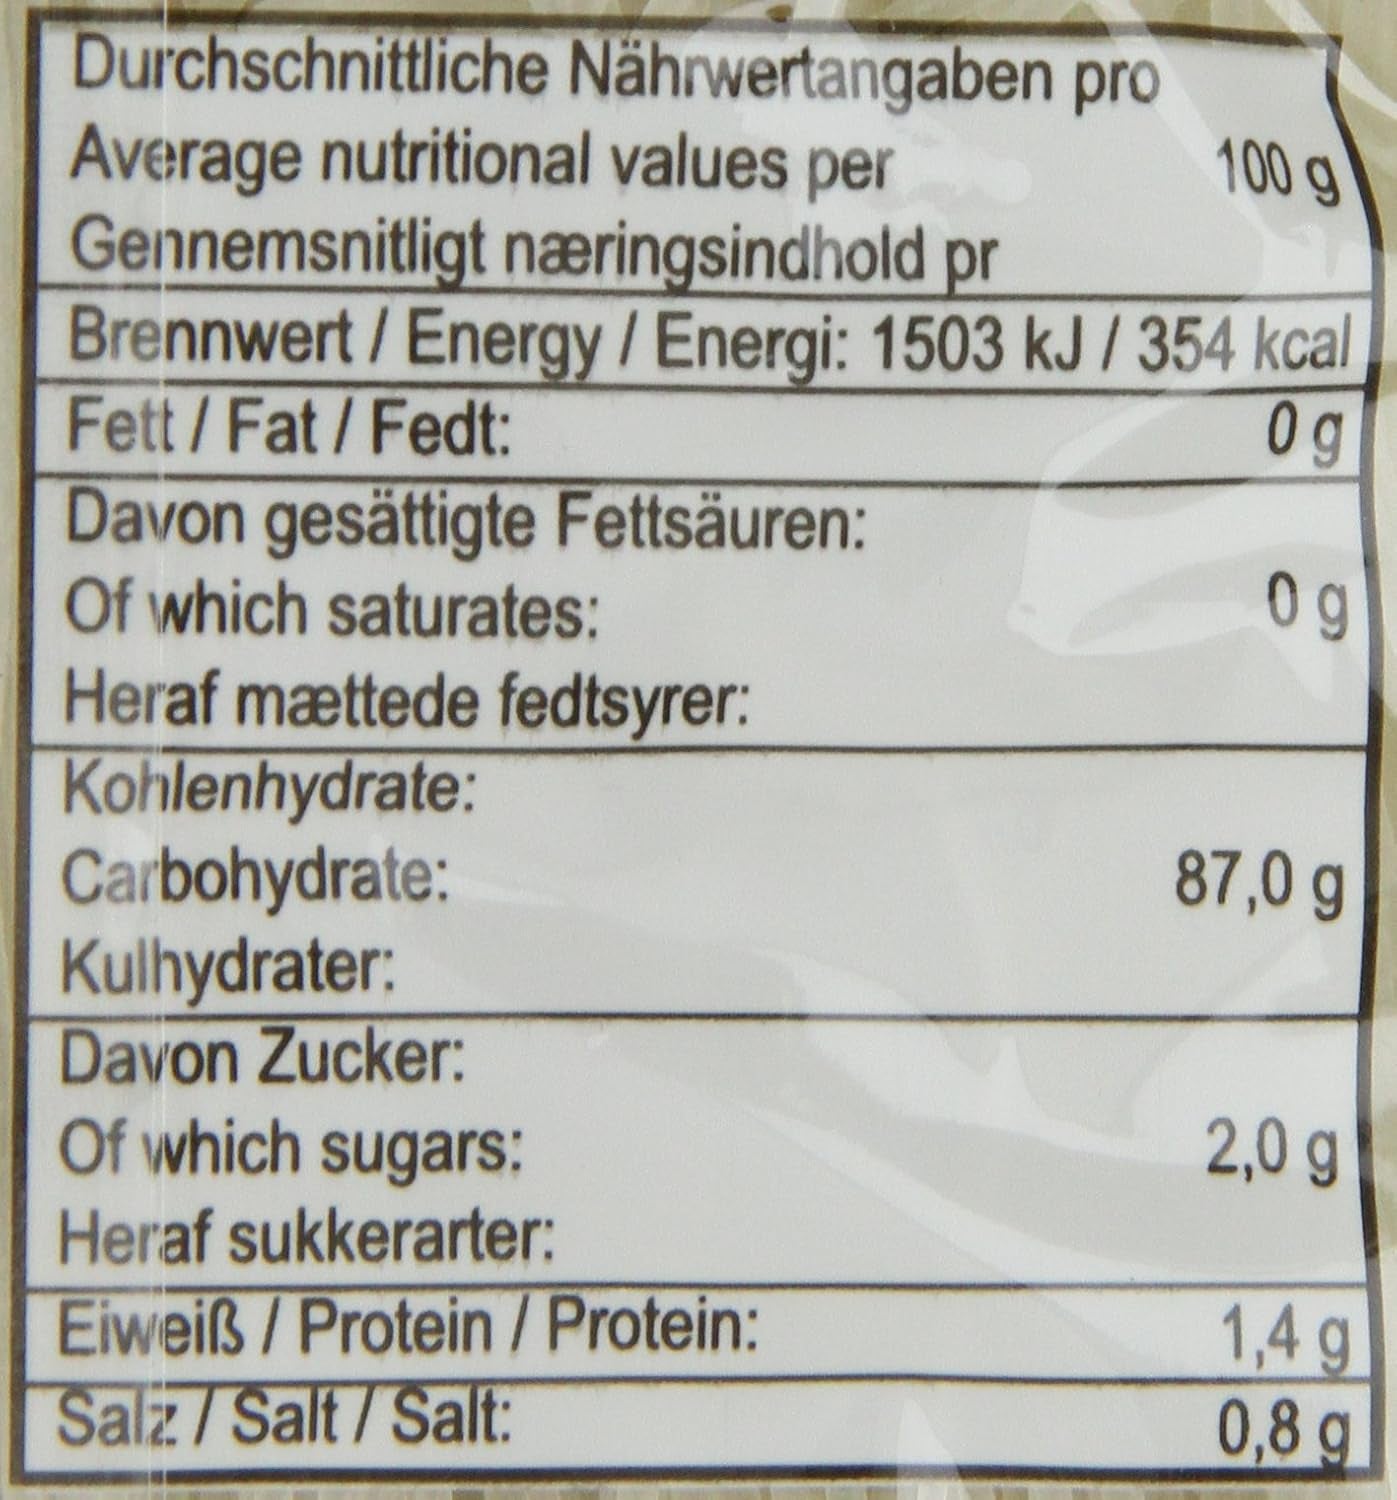 Durchschnittliche Nährwertangaben pro
Average nutritional values per 100 g
Gennemsnitligt næringsindhold pr
Brennwert / Energy / Energi: 1503 kJ / 354 kcal
Fett / Fat / Fedt: 0 g
Davon gesättigte Fettsäuren:
Of which saturates: 0 g
Heraf mættede fedtsyrer:
Kohlenhydrate:
Carbohydrate: 87,0 g
Kulhydrater:
Davon Zucker:
Of which sugars: 2,0 g
Heraf sukkerarter:
Eiweiß / Protein / Protein: 1,4 g
Salz / Salt / Salt: 0,8 g